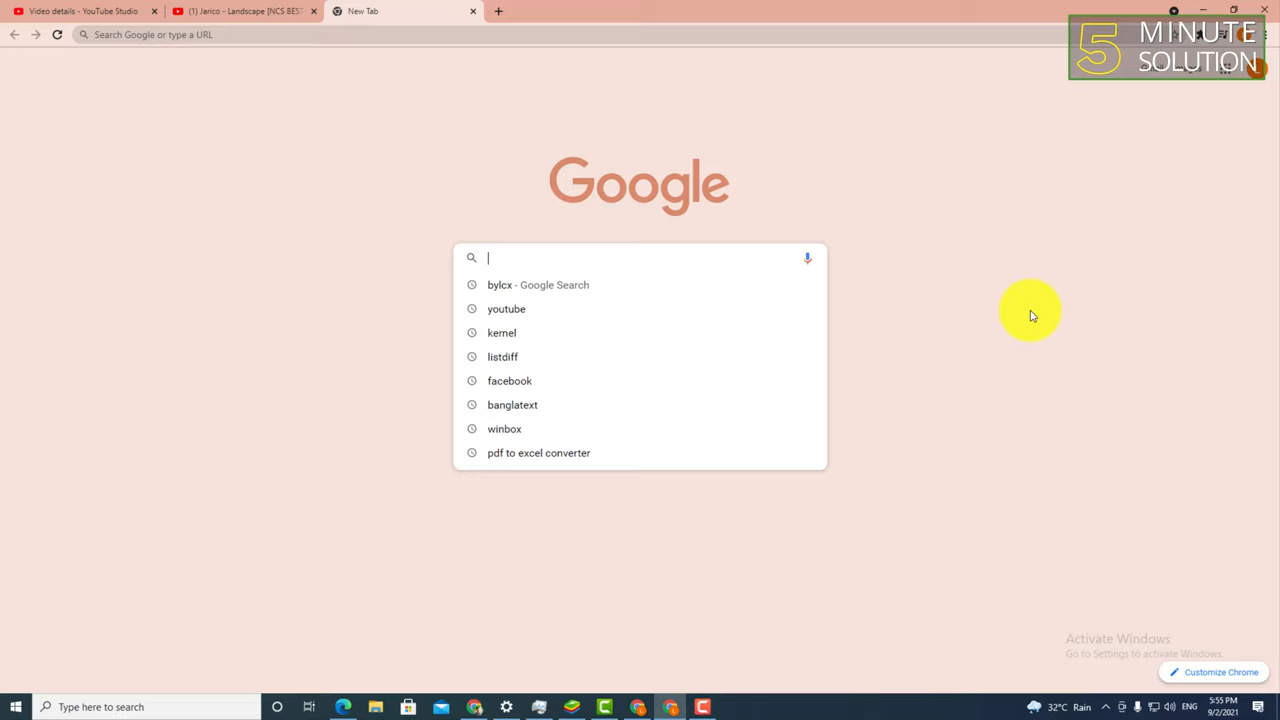 Video details - YouTube Studio
(1) Jarico - Landscape [NCS BEST
New Tab
Search Google or type a URL
5 MINUTE
SOLUTION
Google
bylcx - Google Search
youtube
kernel
listdiff
facebook
banglatext
winbox
pdf to excel converter
Activate Windows
Go to Settings to activate Windows.
Customize Chrome
Type here to search
32°C Rain
ENG
5:55 PM
9/2/2021